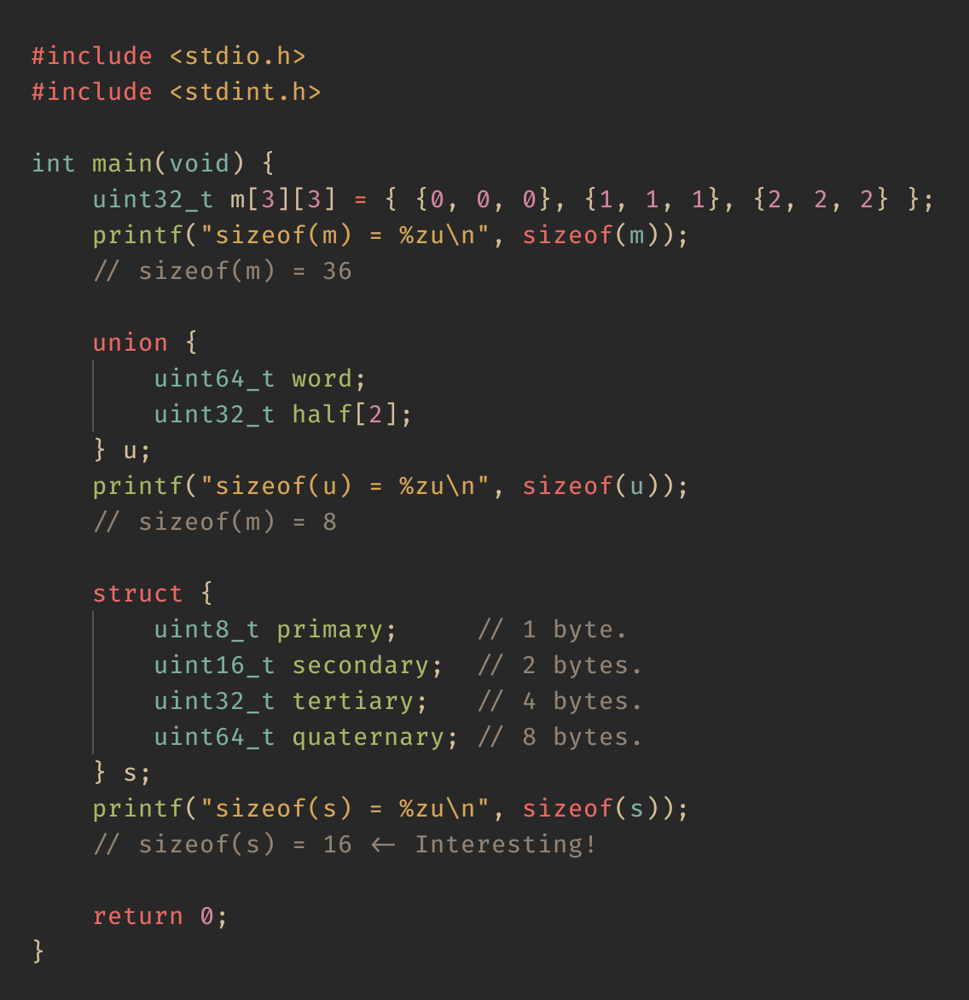 #include <stdio.h>
#include <stdint.h>
int main(void) {
uint32_t m[3][3] = { {0, 0, 0}, {1, 1, 1}, {2, 2, 2} };
printf("sizeof(m) = %zu\n", sizeof(m));
// sizeof(m) = 36
union {
uint64_t word;
uint32_t half[2];
} u;
printf("sizeof(u) = %zu\n", sizeof(u));
// sizeof(m) = 8
struct {
uint8_t primary; // 1 byte.
uint16_t secondary; // 2 bytes.
uint32_t tertiary; // 4 bytes.
uint64_t quaternary; // 8 bytes.
} s;
printf("sizeof(s) = %zu\n", sizeof(s));
// sizeof(s) = 16 <- Interesting!
return 0;
}